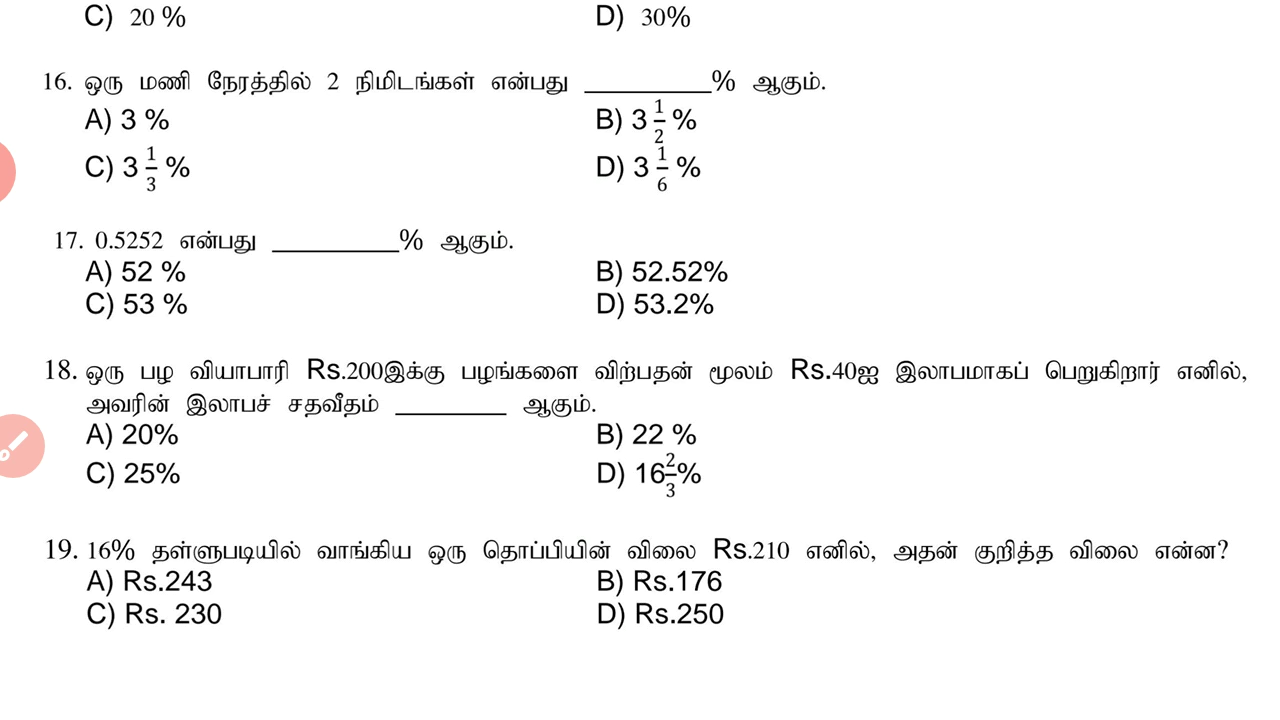 C) 20 % D) 30%
16. ஒரு மணி நேரத்தில் 2 நிமிடங்கள் என்பது _________% ஆகும்.
A) 3 % B) 3 1/2 %
C) 3 1/3 % D) 3 1/6 %
17. 0.5252 என்பது _________% ஆகும்.
A) 52 % B) 52.52%
C) 53 % D) 53.2%
18. ஒரு பழ வியாபாரி Rs.200இக்கு பழங்களை விற்பதன் மூலம் Rs.40ஐ இலாபமாகப் பெறுகிறார் எனில்,
அவரின் இலாபச் சதவீதம் ________ ஆகும்.
A) 20% B) 22 %
C) 25% D) 16 2/3%
19. 16% தள்ளுபடியில் வாங்கிய ஒரு தொப்பியின் விலை Rs.210 எனில், அதன் குறித்த விலை என்ன?
A) Rs.243 B) Rs.176
C) Rs. 230 D) Rs.250